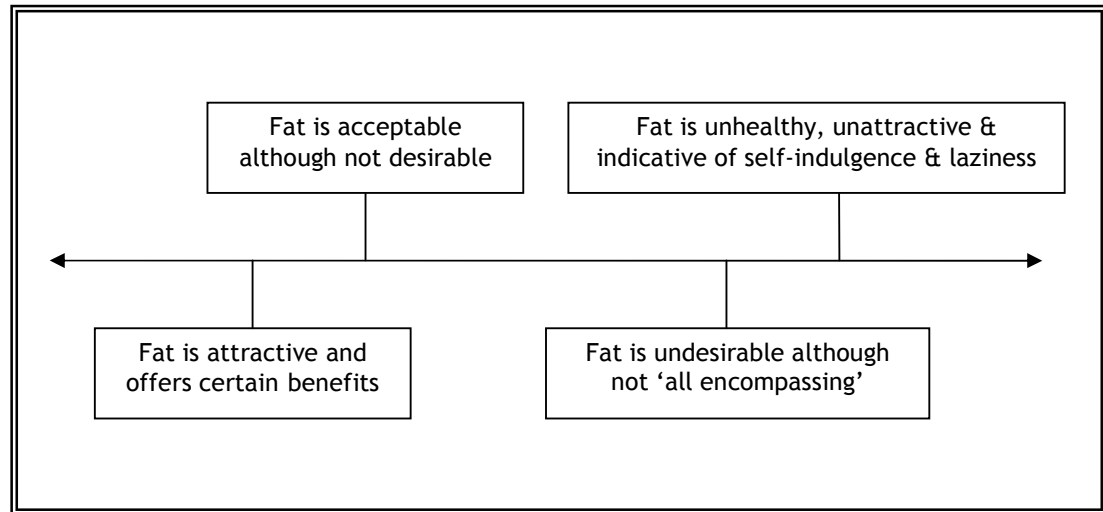 Fat is acceptable
although not desirable
Fat is unhealthy, unattractive &
indicative of self-indulgence & laziness
Fat is attractive and
offers certain benefits
Fat is undesirable although
not ‘all encompassing’